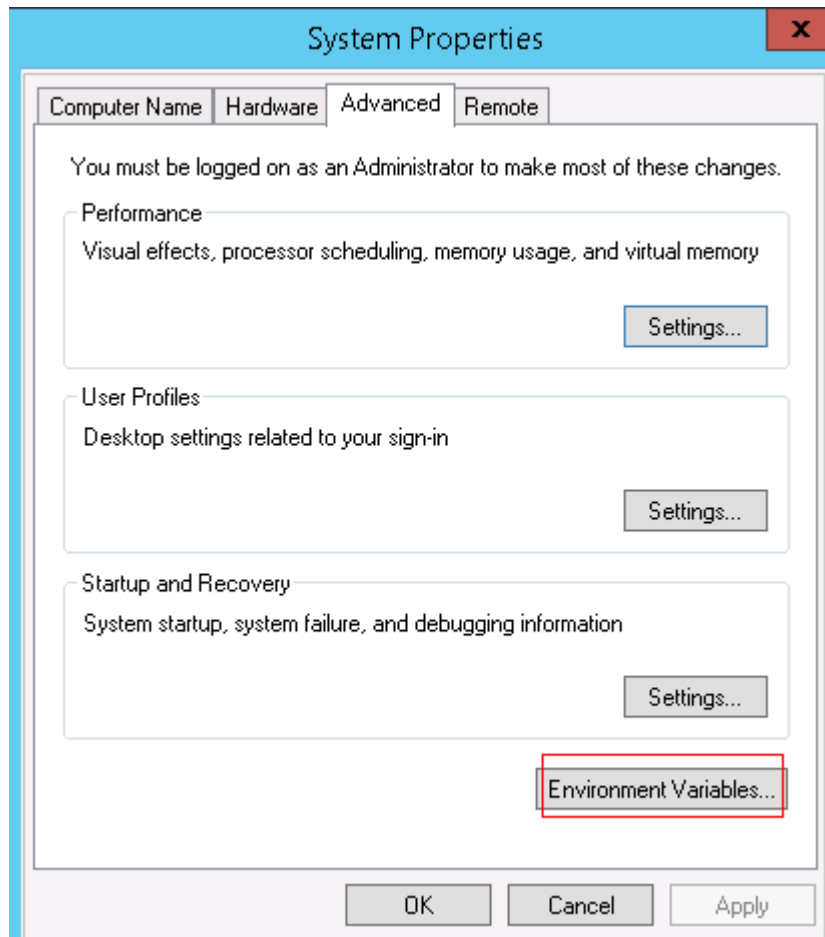 System Properties
x
Computer Name Hardware Advanced Remote
You must be logged on as an Administrator to make most of these changes.
Performance
Visual effects, processor scheduling, memory usage, and virtual memory
Settings...
User Profiles
Desktop settings related to your sign-in
Settings...
Startup and Recovery
System startup, system failure, and debugging information
Settings...
Environment Variables...
OK Cancel Apply